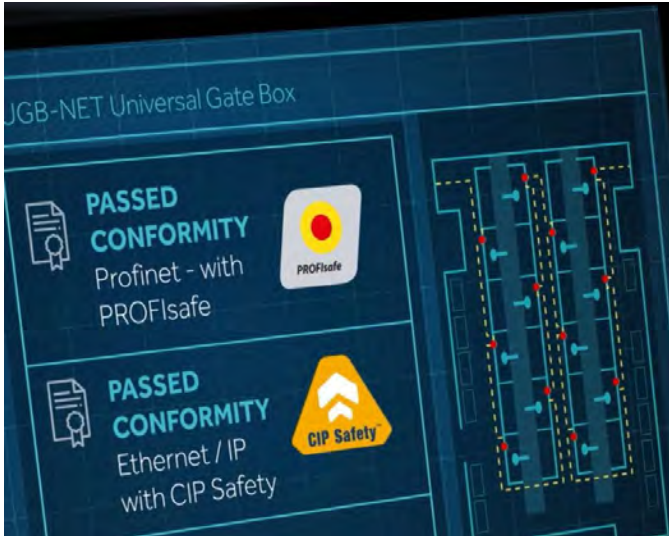 UGB-NET Universal Gate Box
PASSED
CONFORMITY
Profinet - with
PROFIsafe
PROFIsafe
PASSED
CONFORMITY
Ethernet / IP
with CIP Safety
CIP Safety™